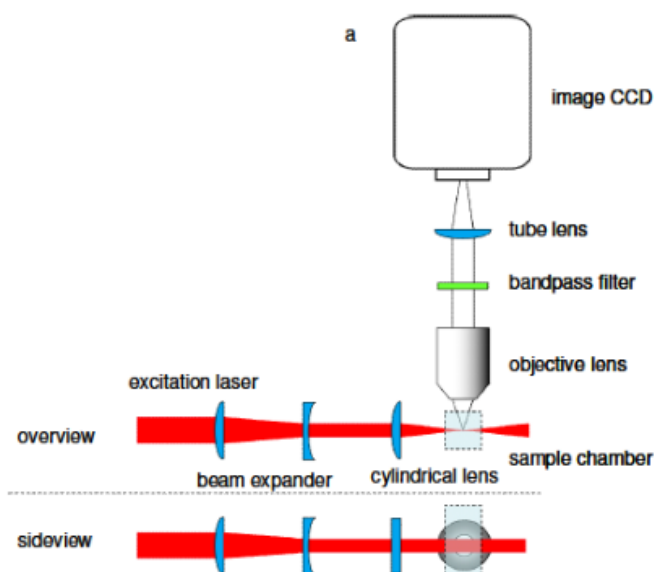 a
image CCD
tube lens
bandpass filter
objective lens
excitation laser
overview
sample chamber
beam expander
cylindrical lens
sideview